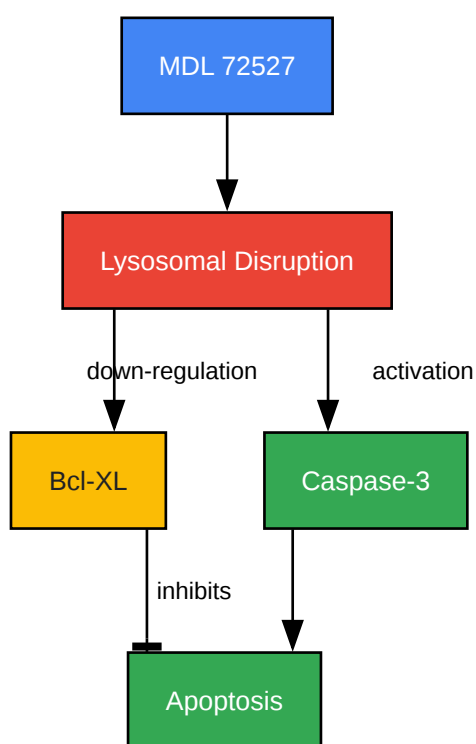 MDL 72527
Lysosomal Disruption
down-regulation
activation
Bcl-XL
Caspase-3
inhibits
Apoptosis